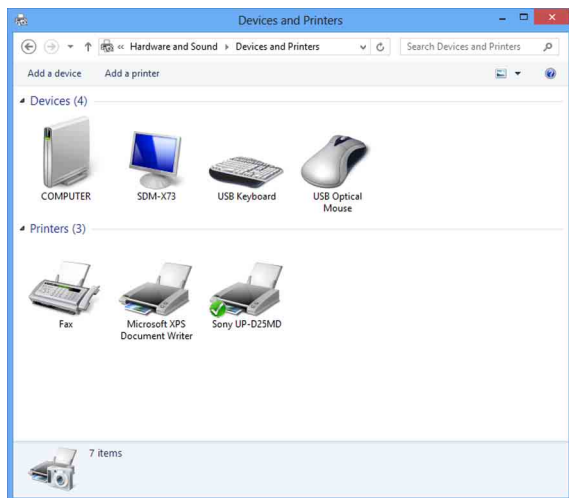 Devices and Printers
« Hardware and Sound ▸ Devices and Printers
Search Devices and Printers
Add a device
Add a printer
Devices (4)
COMPUTER
SDM-X73
USB Keyboard
USB Optical
Mouse
Printers (3)
Fax
Microsoft XPS
Document Writer
Sony UP-D25MD
7 items